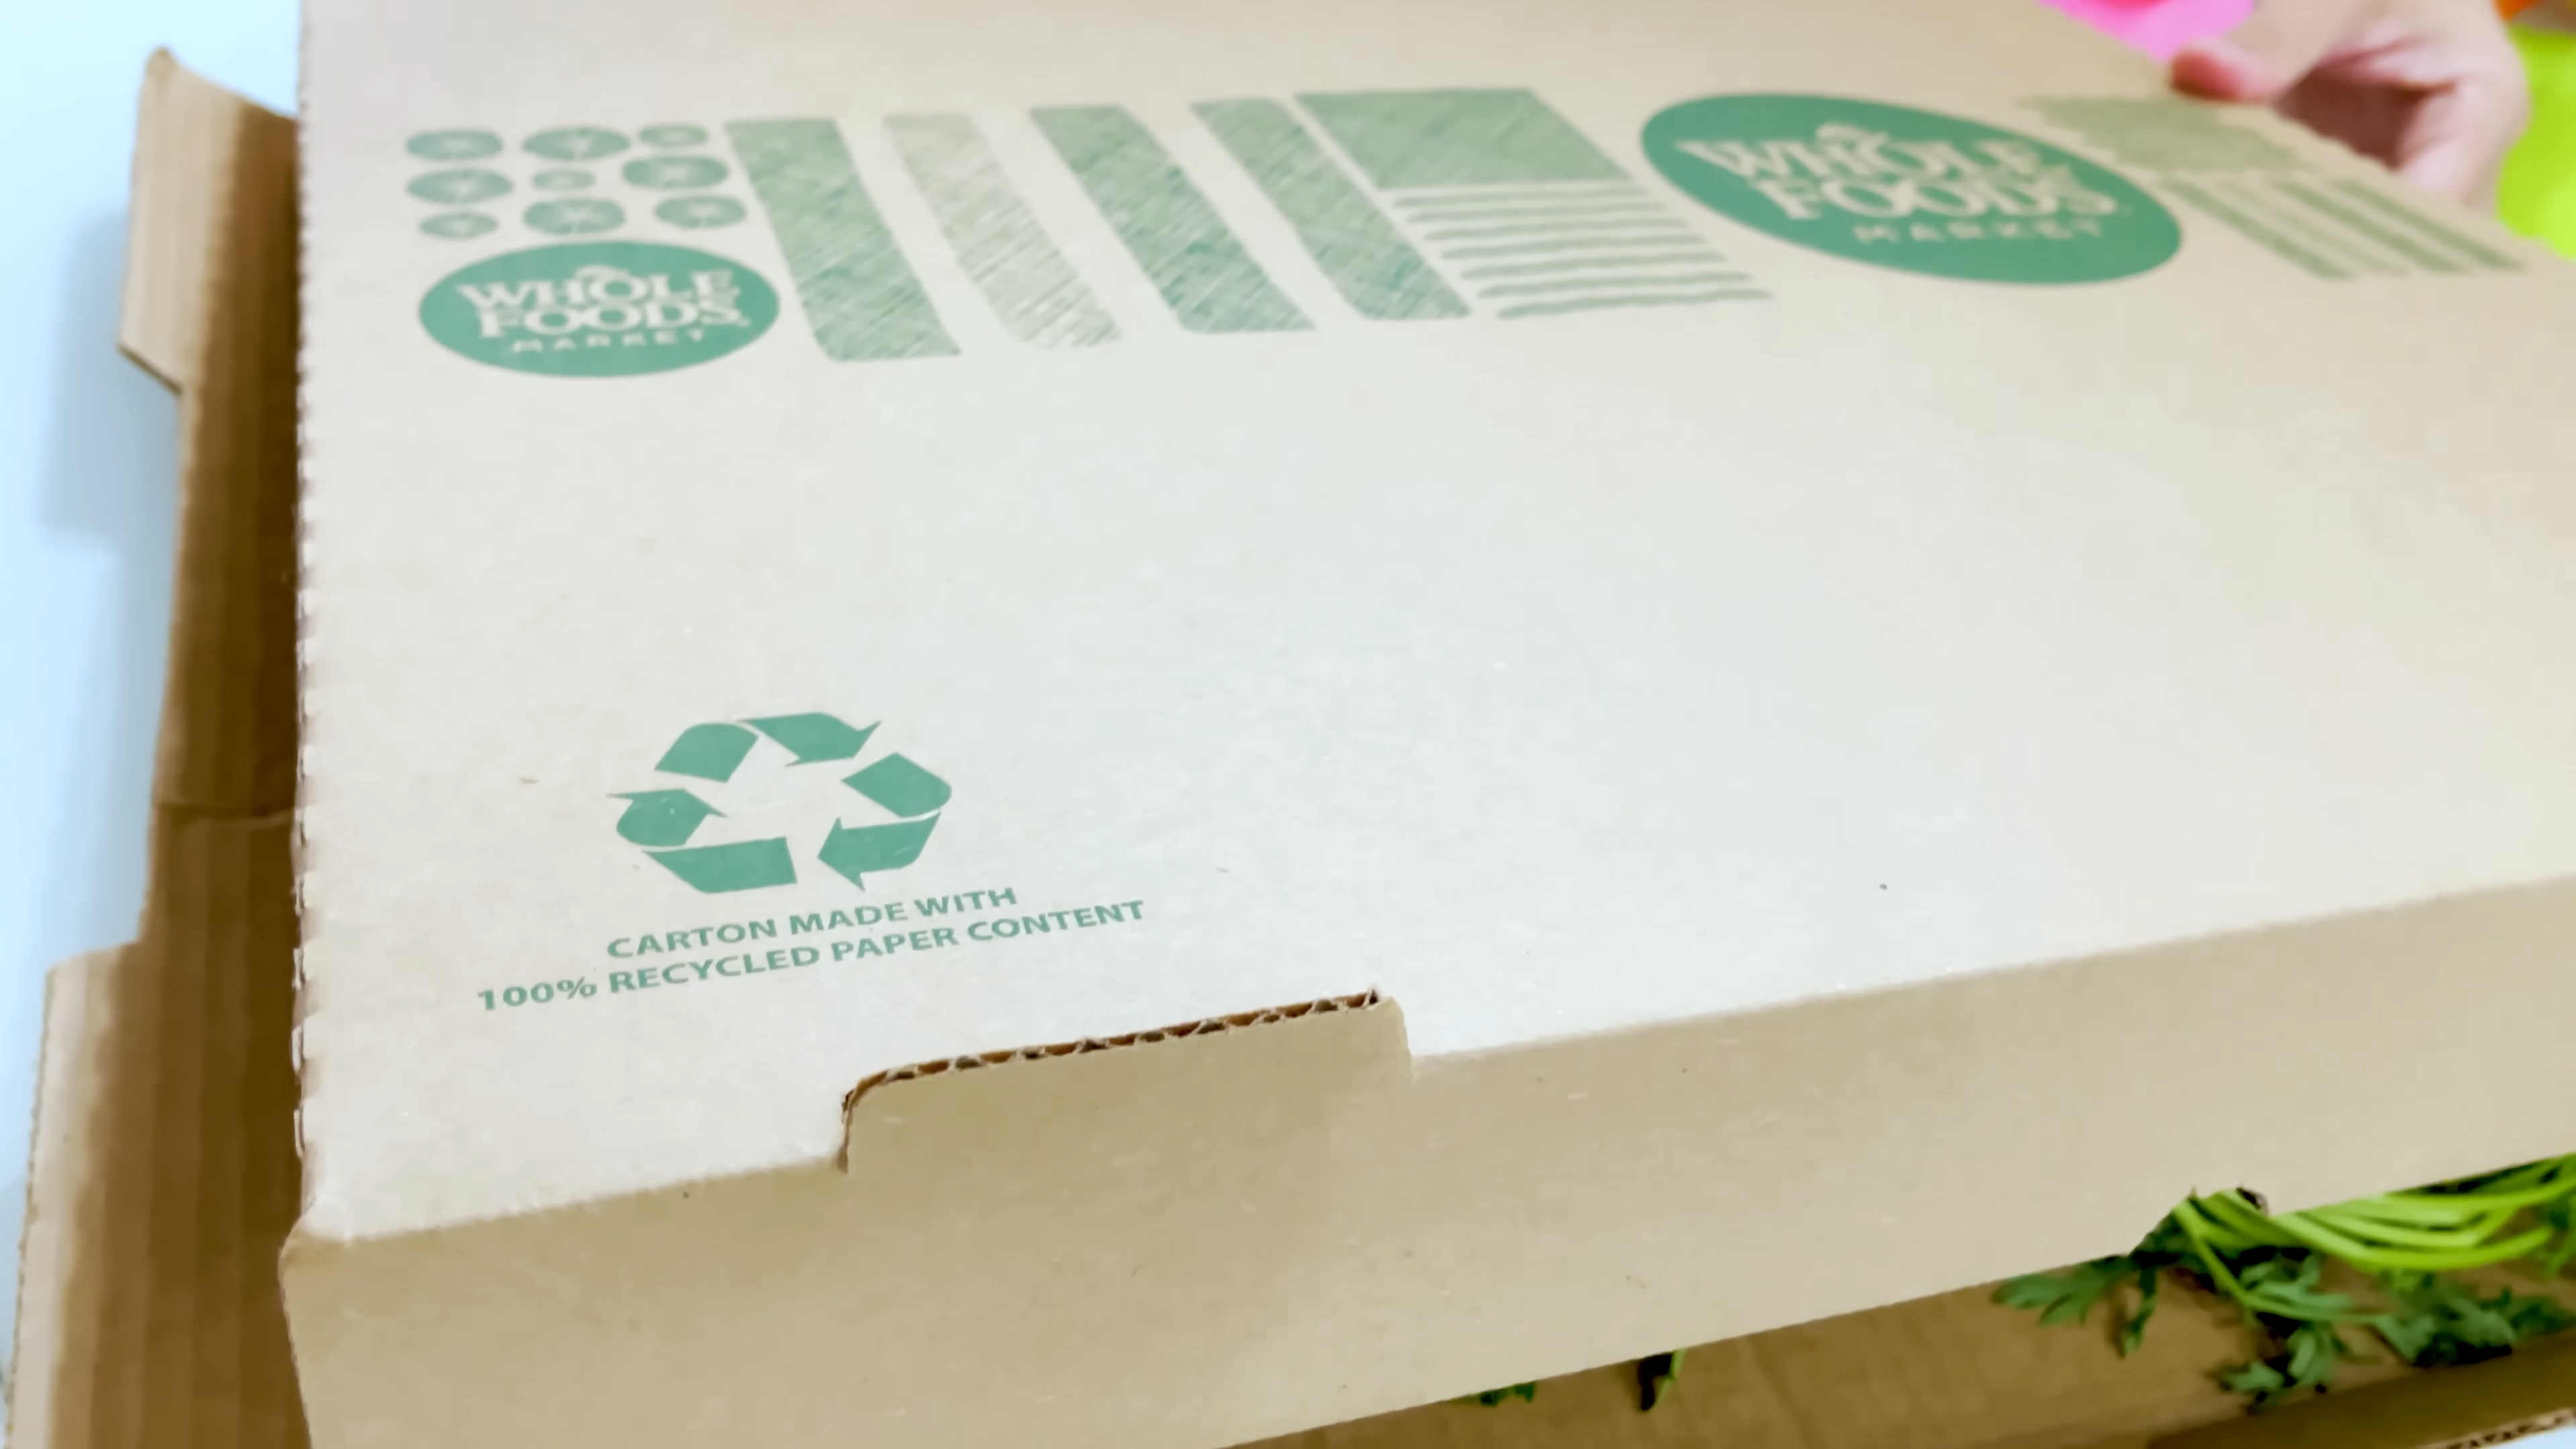 WHOLE
FOODS
MARKET
WHOLE
FOODS
MARKET
CARTON MADE WITH
100% RECYCLED PAPER CONTENT